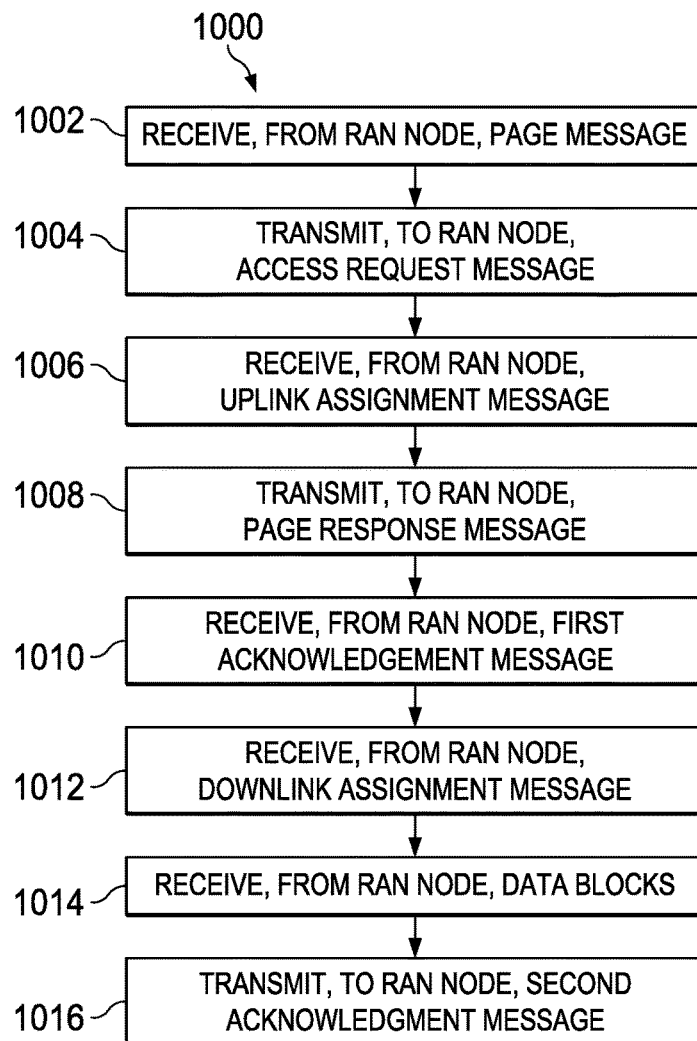 1000
1002
RECEIVE, FROM RAN NODE, PAGE MESSAGE
1004
TRANSMIT, TO RAN NODE,
ACCESS REQUEST MESSAGE
1006
RECEIVE, FROM RAN NODE,
UPLINK ASSIGNMENT MESSAGE
1008
TRANSMIT, TO RAN NODE,
PAGE RESPONSE MESSAGE
1010
RECEIVE, FROM RAN NODE, FIRST
ACKNOWLEDGEMENT MESSAGE
1012
RECEIVE, FROM RAN NODE,
DOWNLINK ASSIGNMENT MESSAGE
1014
RECEIVE, FROM RAN NODE, DATA BLOCKS
1016
TRANSMIT, TO RAN NODE, SECOND
ACKNOWLEDGMENT MESSAGE